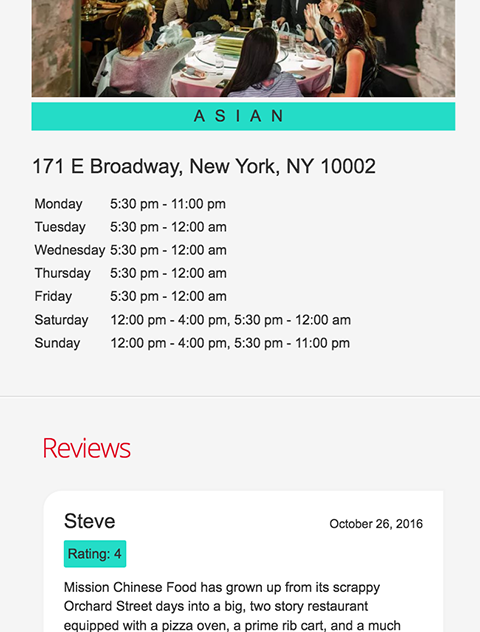 ASIAN
171 E Broadway, New York, NY 10002
Monday 5:30 pm - 11:00 pm
Tuesday 5:30 pm - 12:00 am
Wednesday 5:30 pm - 12:00 am
Thursday 5:30 pm - 12:00 am
Friday 5:30 pm - 12:00 am
Saturday 12:00 pm - 4:00 pm, 5:30 pm - 12:00 am
Sunday 12:00 pm - 4:00 pm, 5:30 pm - 11:00 pm
Reviews
Steve October 26, 2016
Rating: 4
Mission Chinese Food has grown up from its scrappy
Orchard Street days into a big, two story restaurant
equipped with a pizza oven, a prime rib cart, and a much